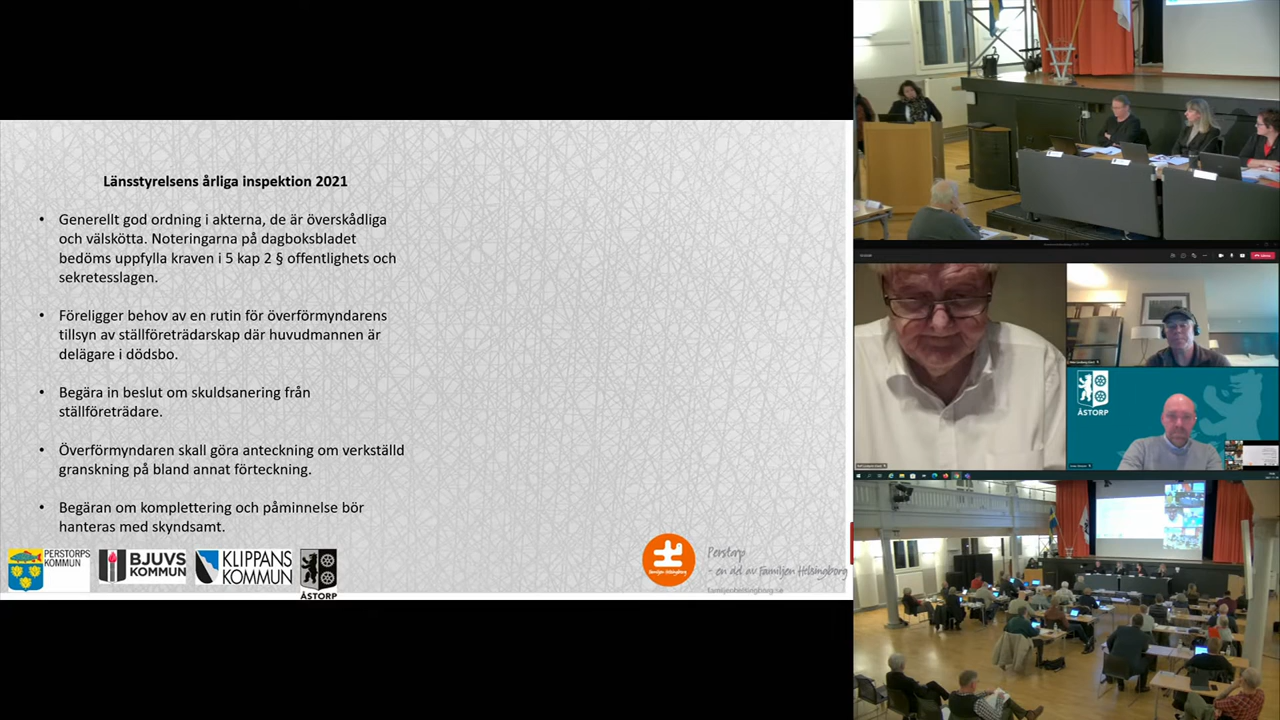 Länsstyrelsens årliga inspektion 2021
• Generellt god ordning i akterna, de är överskådliga
och välskötta. Noteringarna på dagboksbladet
bedöms uppfylla kraven i 5 kap 2 § offentlighets och
sekretesslagen.
• Föreligger behov av en rutin för överförmyndarens
tillsyn av ställföreträdarskap där huvudmannen är
delägare i dödsbo.
• Begära in beslut om skuldsanering från
ställföreträdare.
• Överförmyndaren skall göra anteckning om verkställd
granskning på bland annat förteckning.
• Begäran om komplettering och påminnelse bör
hanteras med skyndsamt.
PERSTORPS
KOMMUN
BJUVS
KOMMUN
KLIPPANS
KOMMUN
ÅSTORP
Familjen Helsingborg
Perstorp
- en del av Familjen Helsingborg
familjenhelsingborg.se
ÅSTORP